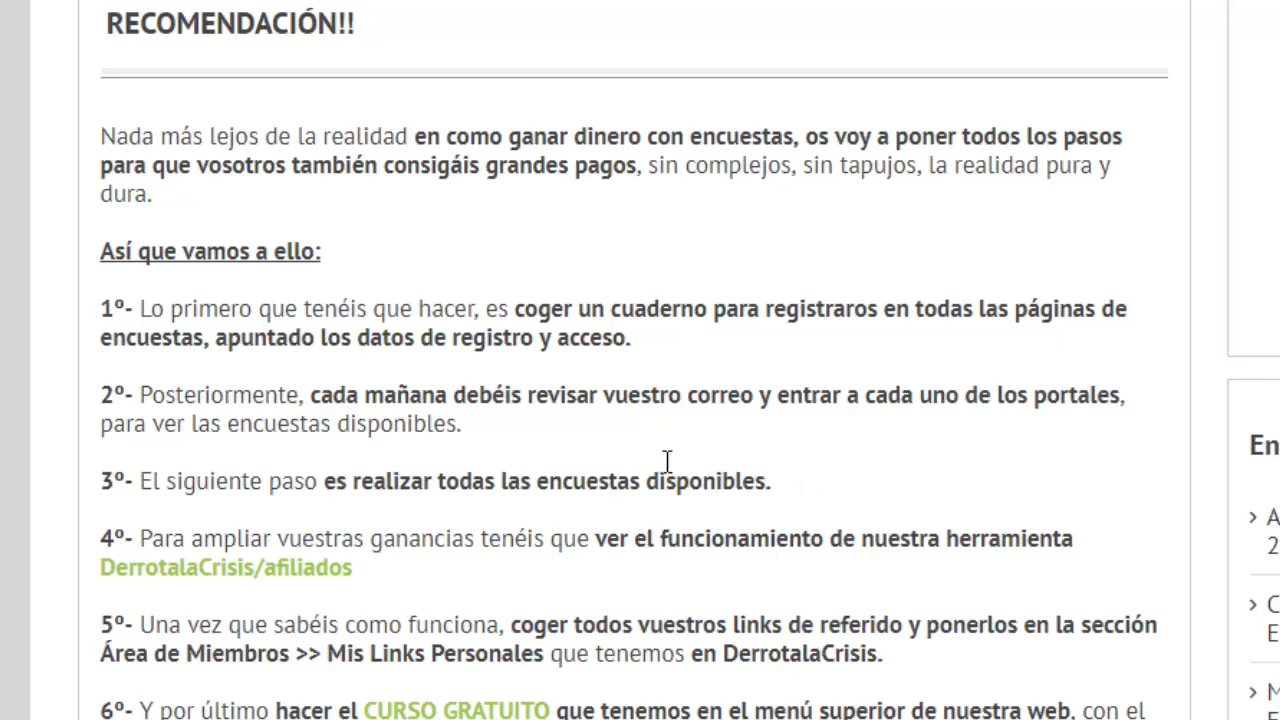 RECOMENDACIÓN!!
Nada más lejos de la realidad en como ganar dinero con encuestas, os voy a poner todos los pasos
para que vosotros también consigáis grandes pagos, sin complejos, sin tapujos, la realidad pura y
dura.
Así que vamos a ello:
1º- Lo primero que tenéis que hacer, es coger un cuaderno para registraros en todas las páginas de
encuestas, apuntado los datos de registro y acceso.
2º- Posteriormente, cada mañana debéis revisar vuestro correo y entrar a cada uno de los portales,
para ver las encuestas disponibles.
3º- El siguiente paso es realizar todas las encuestas disponibles.
4º- Para ampliar vuestras ganancias tenéis que ver el funcionamiento de nuestra herramienta
DerrotalaCrisis/afiliados
5º- Una vez que sabéis como funciona, coger todos vuestros links de referido y ponerlos en la sección
Área de Miembros >> Mis Links Personales que tenemos en DerrotalaCrisis.
6º- Y por último hacer el CURSO GRATUITO que tenemos en el menú superior de nuestra web, con el
En
> A
2
> C
E
> M